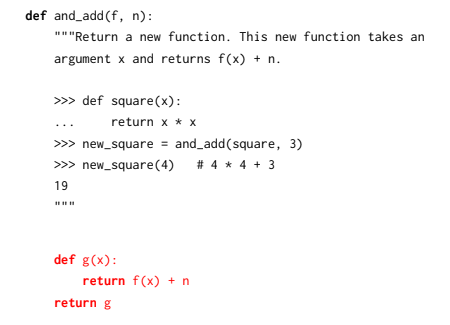 def and_add(f, n):
    """Return a new function. This new function takes an
    argument x and returns f(x) + n.

    >>> def square(x):
    ...     return x * x
    >>> new_square = and_add(square, 3)
    >>> new_square(4)   # 4 * 4 + 3
    19
    """

    def g(x):
        return f(x) + n
    return g